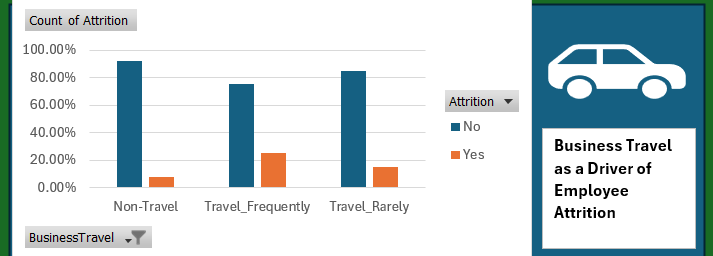 Count of Attrition
100.00%
80.00%
60.00%
40.00%
20.00%
0.00%
Non-Travel Travel_Frequently Travel_Rarely
BusinessTravel
Attrition
No
Yes
Business Travel
as a Driver of
Employee
Attrition